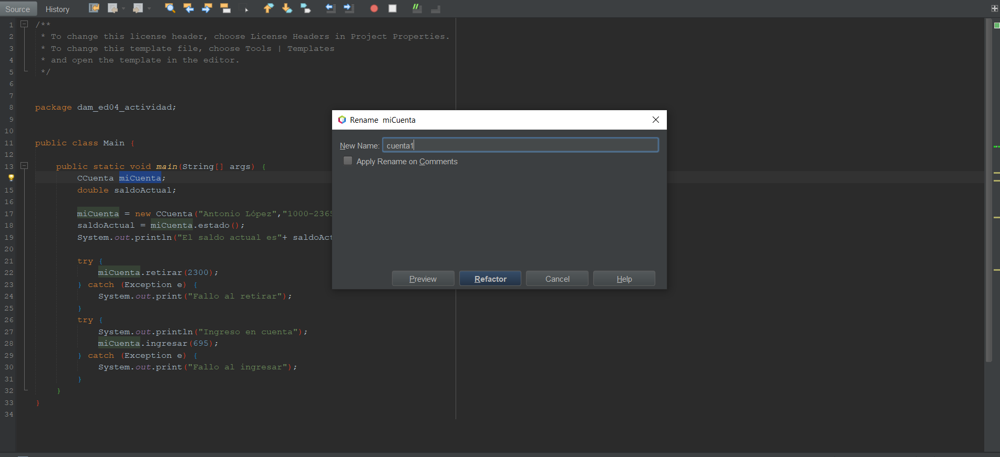 Source History
1 /**
2 * To change this license header, choose License Headers in Project Properties.
3 * To change this template file, choose Tools | Templates
4 * and open the template in the editor.
5 */
6
7
8 package dam_ed04_actividad;
9
10
11 public class Main {
12
13 public static void main(String[] args) {
CCuenta miCuenta;
15 double saldoActual;
16
17 miCuenta = new CCuenta("Antonio López","1000-2365
18 saldoActual = miCuenta.estado();
19 System.out.println("El saldo actual es"+ saldoAct
20
21 try {
22 miCuenta.retirar(2300);
23 } catch (Exception e) {
24 System.out.print("Fallo al retirar");
25 }
26 try {
27 System.out.println("Ingreso en cuenta");
28 miCuenta.ingresar(695);
29 } catch (Exception e) {
30 System.out.print("Fallo al ingresar");
31 }
32 }
33 }
34
Rename miCuenta
New Name: cuenta1
Apply Rename on Comments
Preview Refactor Cancel Help